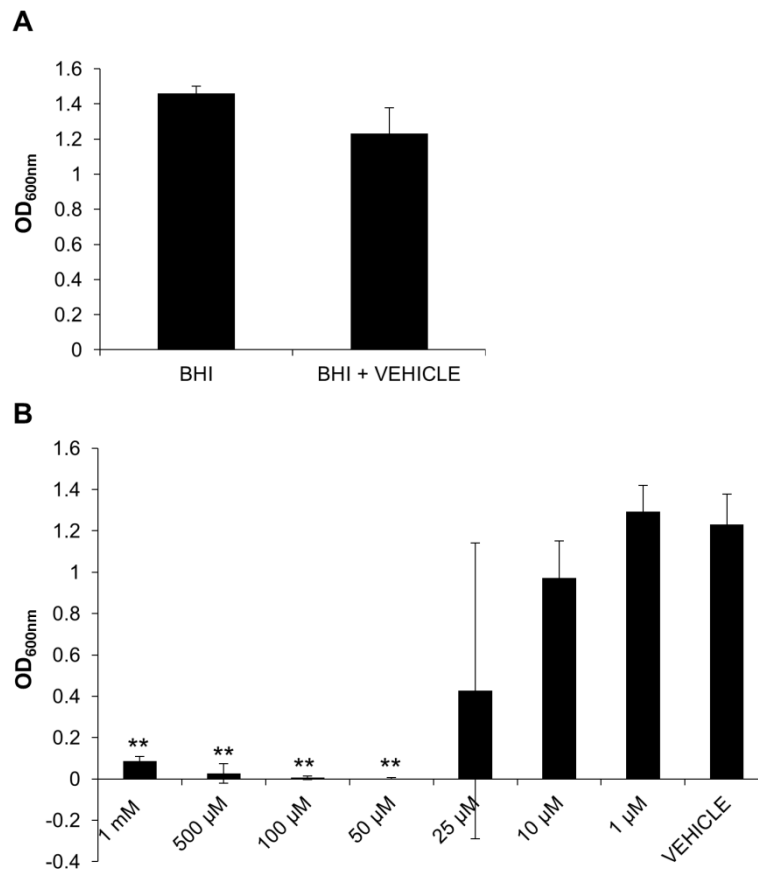 A
1.6
1.4
1.2
1
0.8
0.6
0.4
0.2
0
OD600nm
BHI
BHI + VEHICLE
B
1.6
1.4
1.2
1
0.8
0.6
0.4
0.2
0
-0.2
-0.4
OD600nm
**
**
**
**
1 mM
500 µM
100 µM
50 µM
25 µM
10 µM
1 µM
VEHICLE